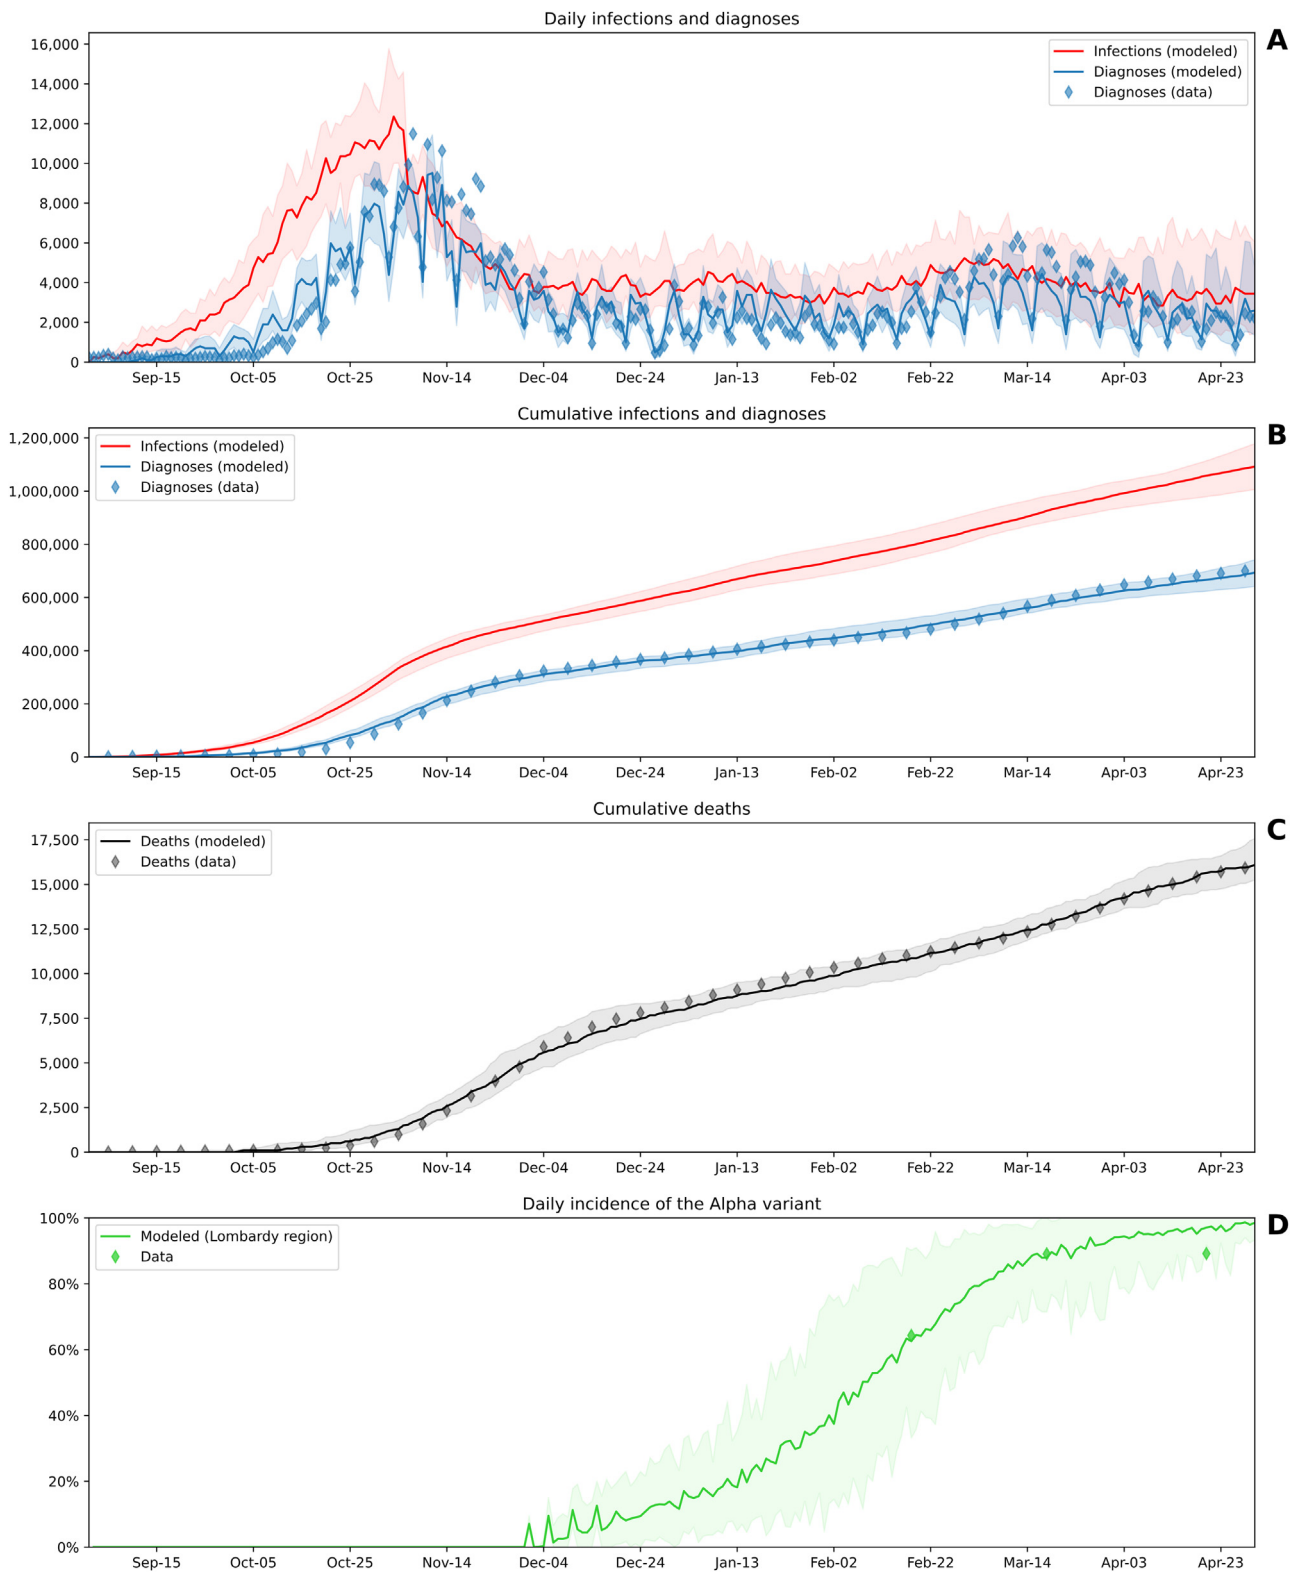 Daily infections and diagnoses
A
16,000
14,000
12,000
10,000
8,000
6,000
4,000
2,000
0
Infections (modeled)
Diagnoses (modeled)
Diagnoses (data)
Sep-15 Oct-05 Oct-25 Nov-14 Dec-04 Dec-24 Jan-13 Feb-02 Feb-22 Mar-14 Apr-03 Apr-23
Cumulative infections and diagnoses
B
1,200,000
1,000,000
800,000
600,000
400,000
200,000
0
Infections (modeled)
Diagnoses (modeled)
Diagnoses (data)
Sep-15 Oct-05 Oct-25 Nov-14 Dec-04 Dec-24 Jan-13 Feb-02 Feb-22 Mar-14 Apr-03 Apr-23
Cumulative deaths
C
17,500
15,000
12,500
10,000
7,500
5,000
2,500
0
Deaths (modeled)
Deaths (data)
Sep-15 Oct-05 Oct-25 Nov-14 Dec-04 Dec-24 Jan-13 Feb-02 Feb-22 Mar-14 Apr-03 Apr-23
Daily incidence of the Alpha variant
D
100%
80%
60%
40%
20%
0%
Modeled (Lombardy region)
Data
Sep-15 Oct-05 Oct-25 Nov-14 Dec-04 Dec-24 Jan-13 Feb-02 Feb-22 Mar-14 Apr-03 Apr-23